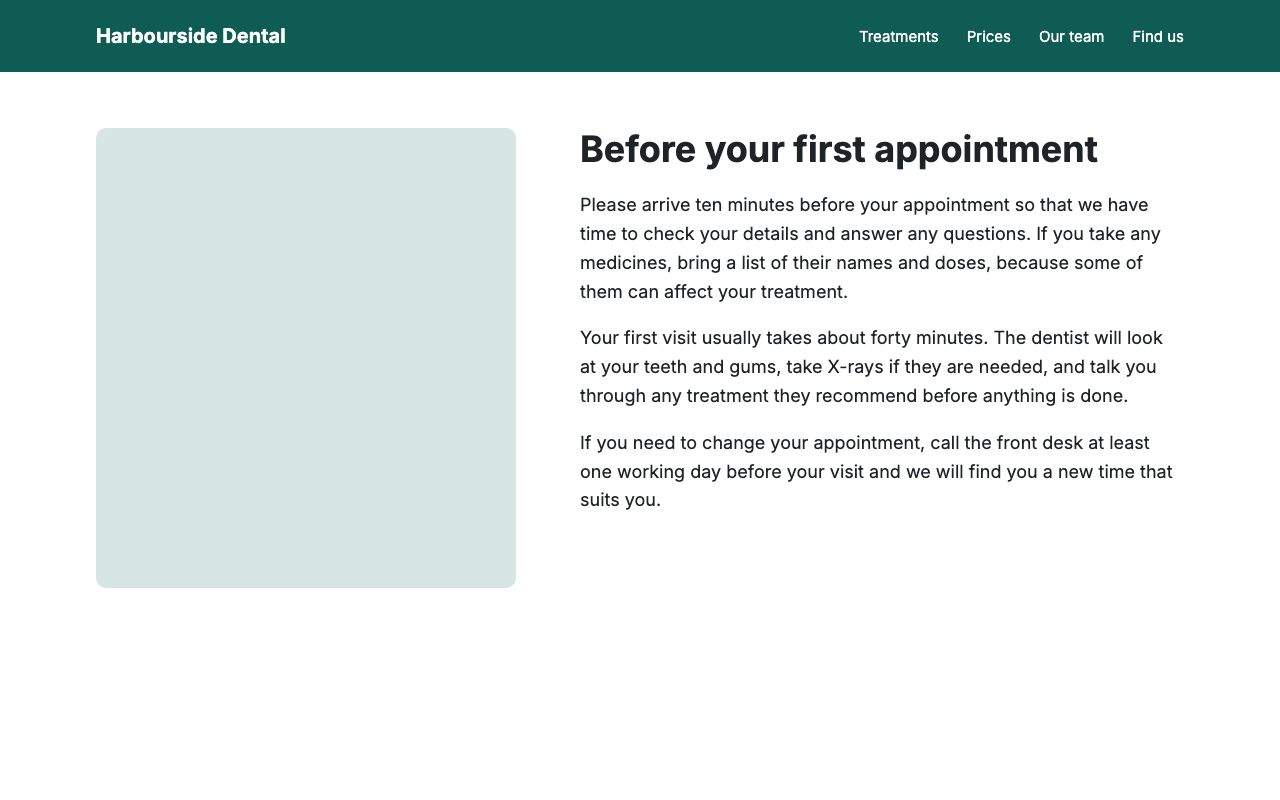 Harbourside Dental
Treatments Prices Our team Find us
Before your first appointment
Please arrive ten minutes before your appointment so that we have
time to check your details and answer any questions. If you take any
medicines, bring a list of their names and doses, because some of
them can affect your treatment.
Your first visit usually takes about forty minutes. The dentist will look
at your teeth and gums, take X-rays if they are needed, and talk you
through any treatment they recommend before anything is done.
If you need to change your appointment, call the front desk at least
one working day before your visit and we will find you a new time that
suits you.